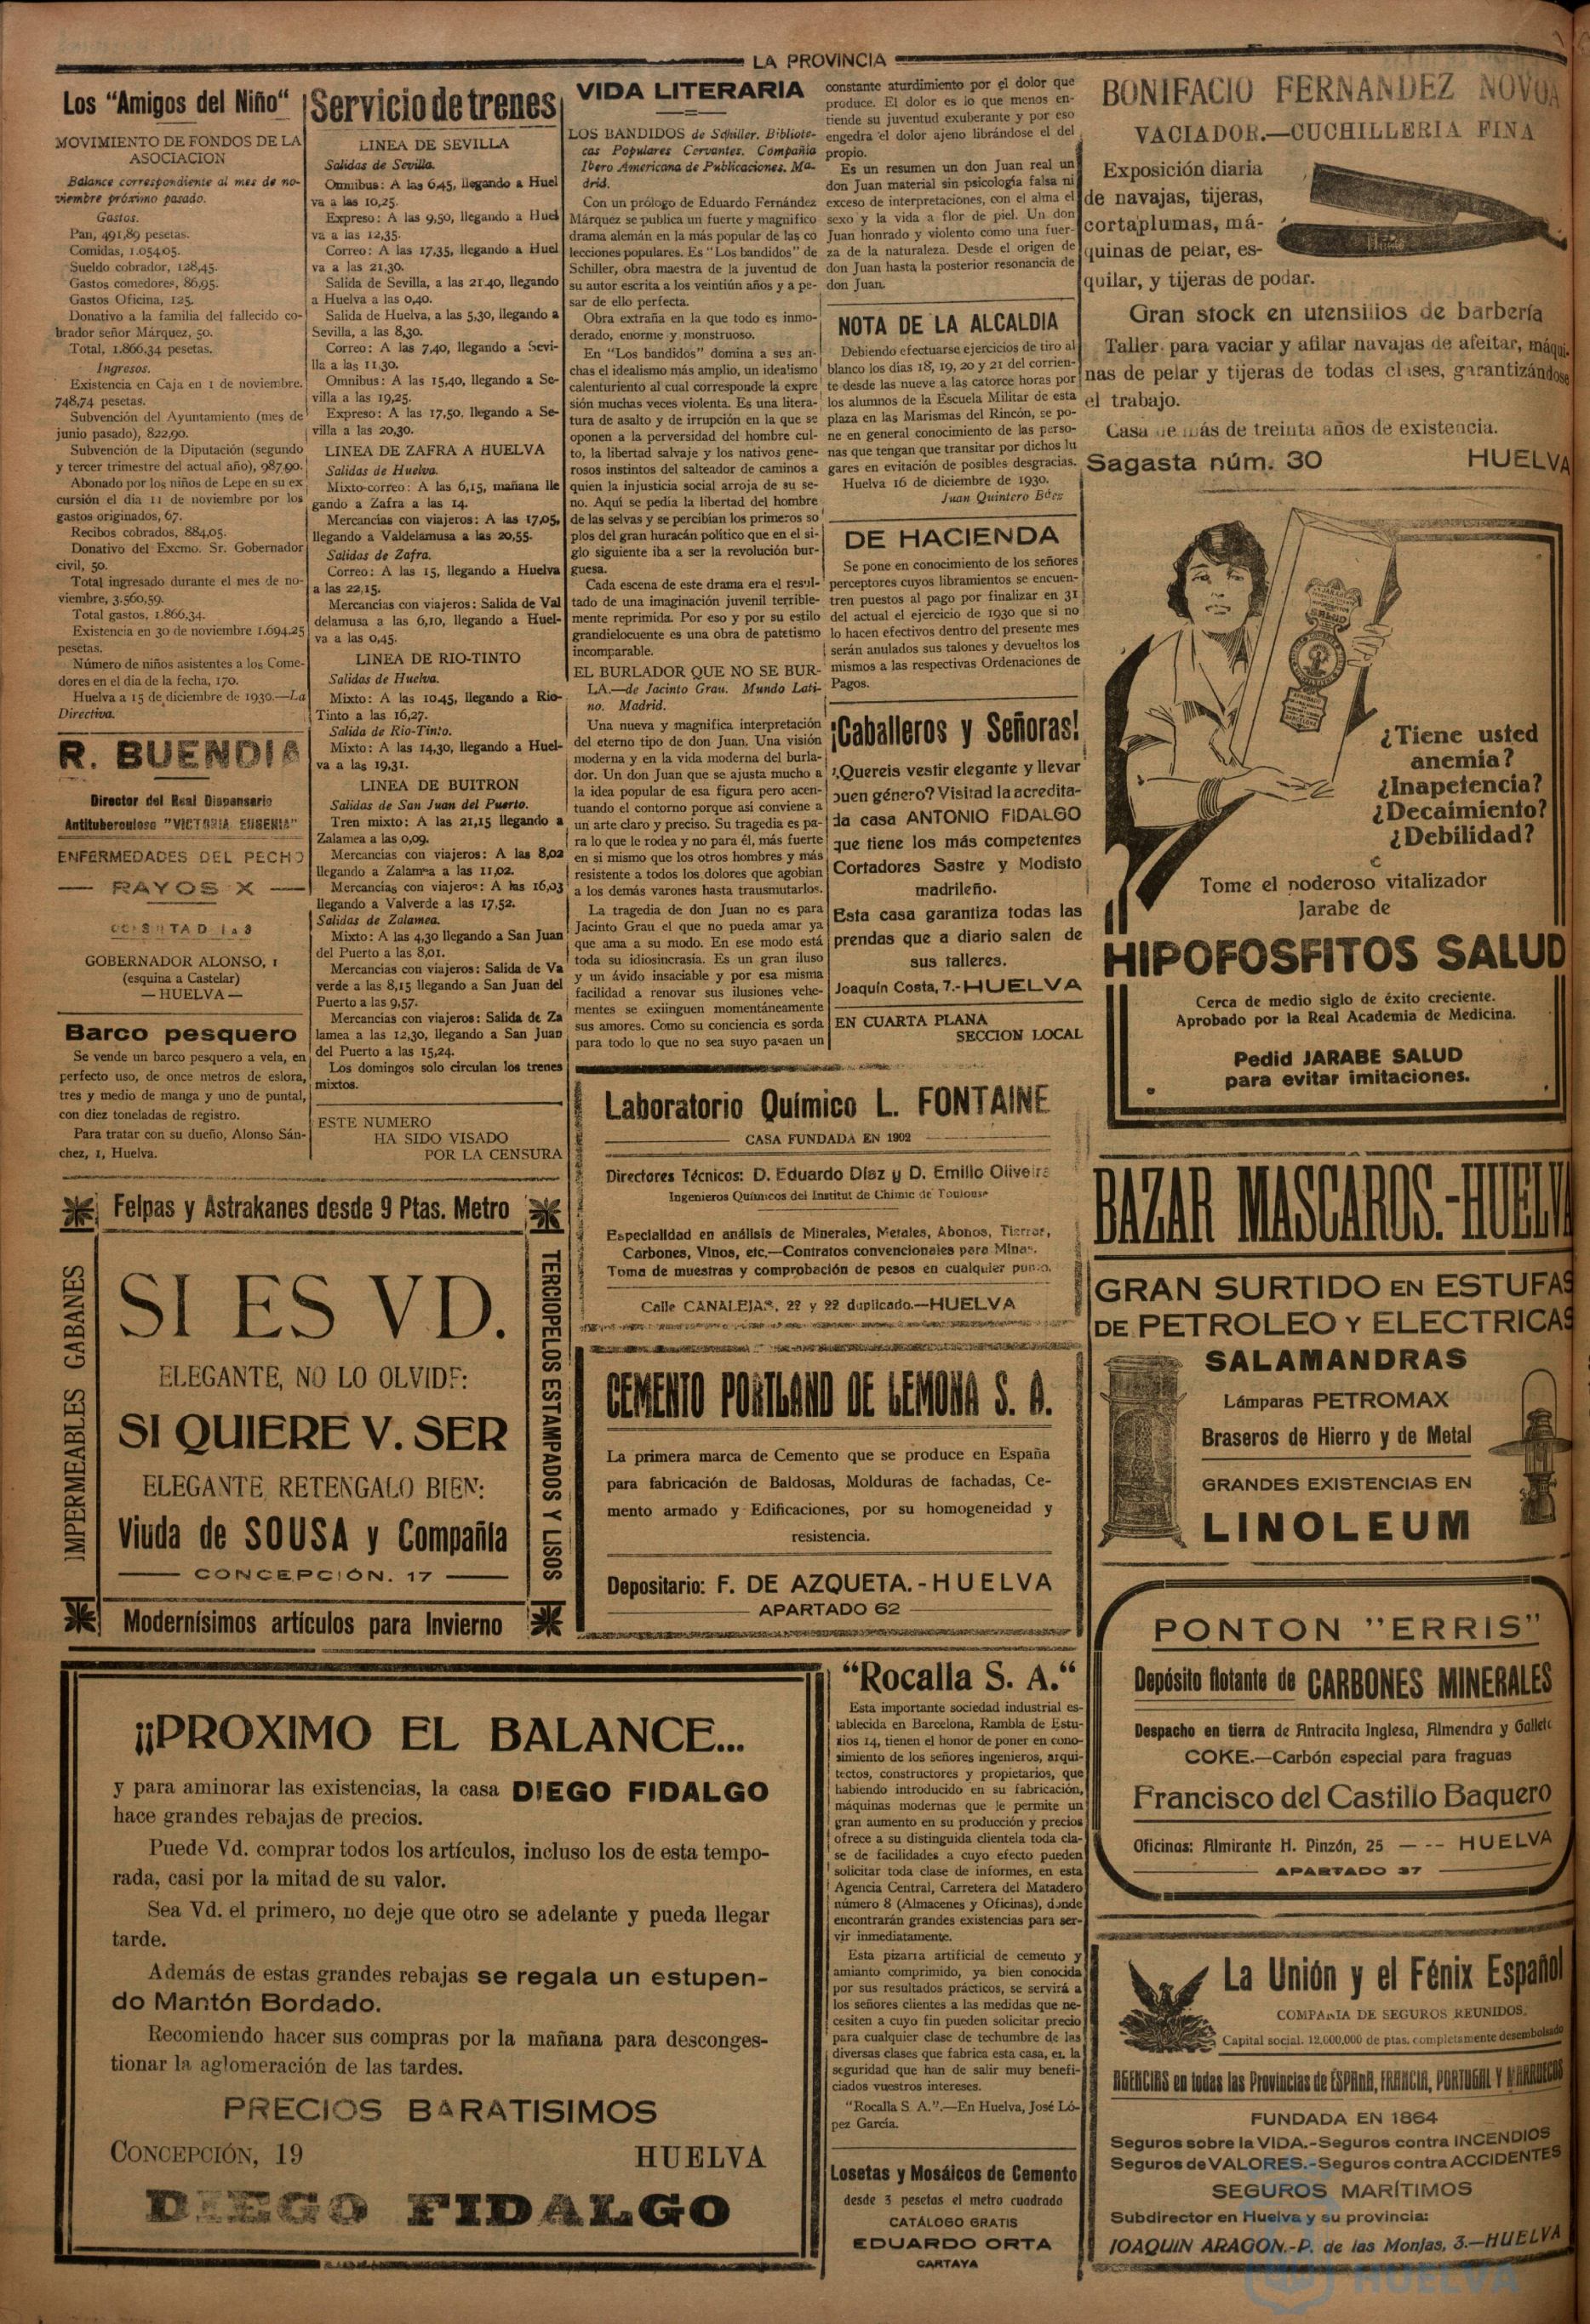 LA PROVINCIA
Los "Amigos del Niño"
MOVIMIENTO DE FONDOS DE LA
ASOCIACION
Balance correspondiente al mes de no-
viembre próximo pasado.
Gastos.
Pan, 491,89 pesetas.
Comidas, 1.054,05.
Sueldo cobrador, 128,45.
Gastos comedores, 86,95.
Gastos Oficina, 125.
Donativo a la familia del fallecido co-
brador señor Márquez, 50.
Total, 1.866,34 pesetas.
Ingresos.
Existencia en Caja en 1 de noviembre.
748,74 pesetas.
Subvención del Ayuntamiento (mes de
junio pasado), 822,90.
Subvención de la Diputación (segundo
y tercer trimestre del actual año), 987,90.
Abonado por los niños de Lepe en su ex
cursión el dia 11 de noviembre por los
gastos originados, 67.
Recibos cobrados, 884,05.
Donativo del Excmo. Sr. Gobernador
civil, 50.
Total ingresado durante el mes de no-
viembre, 3.560,59.
Total gastos, 1.866,34.
Existencia en 30 de noviembre 1.694,25
pesetas.
Número de niños asistentes a los Come-
dores en el dia de la fecha, 170.
Huelva a 15 de diciembre de 1930.—La
Directiva.
R. BUENDIA
Director del Real Dispensario
Antituberculoso "VICTORIA EUGENIA"
ENFERMEDADES DEL PECHO
— RAYOS X —
GOBERNADOR ALONSO, 1
(esquina a Castelar)
— HUELVA —
Barco pesquero
Se vende un barco pesquero a vela, en
perfecto uso, de once metros de eslora,
tres y medio de manga y uno de puntal,
con diez toneladas de registro.
Para tratar con su dueño, Alonso Sán-
chez, 1, Huelva.
Servicio de trenes
LINEA DE SEVILLA
Salidas de Sevilla.
Omnibus: A las 6,45, llegando a Huel
va a las 10,25.
Expreso: A las 9,50, llegando a Huel
va a las 12,35.
Correo: A las 17,35, llegando a Huel
va a las 21,30.
Salida de Sevilla, a las 21.40, llegando
a Huelva a las 0,40.
Salida de Huelva, a las 5,30, llegando a
Sevilla, a las 8,30.
Correo: A las 7,40, llegando a Sevi-
lla a las 11,30.
Omnibus: A las 15,40, llegando a Se-
villa a las 19,25.
Expreso: A las 17,50, llegando a Se-
villa a las 20,30.
LINEA DE ZAFRA A HUELVA
Salidas de Huelva.
Mixto-correo: A las 6,15, mañana lle
gando a Zafra a las 14.
Mercancías con viajeros: A las 17,05,
llegando a Valdelamusa a las 20,55.
Salidas de Zafra.
Correo: A las 15, llegando a Huelva
a las 22,15.
Mercancías con viajeros: Salida de Val
delamusa a las 6,10, llegando a Huel-
va a las 0,45.
LINEA DE RIO-TINTO
Salidas de Huelva.
Mixto: A las 10,45, llegando a Rio-
Tinto a las 16,27.
Salida de Rio-Tinto.
Mixto: A las 14,30, llegando a Huel-
va a las 19,31.
LINEA DE BUITRON
Salidas de San Juan del Puerto.
Tren mixto: A las 21,15 llegando a
Zalamea a las 0,09.
Mercancías con viajeros: A las 8,02
llegando a Zalamea a las 11,02.
Mercancías con viajeros: A las 16,03
llegando a Valverde a las 17,52.
Salidas de Zalamea.
Mixto: A las 4,30 llegando a San Juan
del Puerto a las 8,01.
Mercancías con viajeros: Salida de Va
verde a las 8,15 llegando a San Juan del
Puerto a las 9,57.
Mercancías con viajeros: Salida de Za
lamea a las 12,30, llegando a San Juan
del Puerto a las 15,24.
Los domingos solo circulan los trenes
mixtos.
ESTE NUMERO
HA SIDO VISADO
POR LA CENSURA
VIDA LITERARIA
LOS BANDIDOS de Schiller. Bibliote-
cas Populares Cervantes. Compañía
Ibero Americana de Publicaciones. Ma-
drid.
Con un prólogo de Eduardo Fernández
Márquez se publica un fuerte y magnifico
drama alemán en la más popular de las co
lecciones populares. Es "Los bandidos" de
Schiller, obra maestra de la juventud de
su autor escrita a los veintiún años y a pe-
sar de ello perfecta.
Obra extraña en la que todo es inmo-
derado, enorme y monstruoso.
En "Los bandidos" domina a sus an-
chas el idealismo más amplio, un idealismo
calenturiento al cual corresponde la expre
sión muchas veces violenta. Es una litera-
tura de asalto y de irrupción en la que se
oponen a la perversidad del hombre cul-
to, la libertad salvaje y los nativos gene-
rosos instintos del salteador de caminos a
quien la injusticia social arroja de su se-
no. Aquí se pedia la libertad del hombre
de las selvas y se percibian los primeros so
plos del gran huracán politico que en el si-
glo siguiente iba a ser la revolución bur-
guesa.
Cada escena de este drama era el resul-
tado de una imaginación juvenil terrible-
mente reprimida. Por eso y por su estilo
grandielocuente es una obra de patetismo
incomparable.
EL BURLADOR QUE NO SE BUR-
LA.—de Jacinto Grau. Mundo Lati-
no. Madrid.
Una nueva y magnifica interpretación
del eterno tipo de don Juan. Una visión
moderna y en la vida moderna del burla-
dor. Un don Juan que se ajusta mucho a
la idea popular de esa figura pero acen-
tuando el contorno porque así conviene a
un arte claro y preciso. Su tragedia es pa-
ra lo que le rodea y no para él, más fuerte
en si mismo que los otros hombres y más
resistente a todos los dolores que agobian
a los demás varones hasta trasmutarlos.
La tragedia de don Juan no es para
Jacinto Grau el que no pueda amar ya
que ama a su modo. En ese modo está
toda su idiosincrasia. Es un gran iluso
y un ávido insaciable y por esa misma
facilidad a renovar sus ilusiones vehe-
mentes se exiinguen momentáneamente
sus amores. Como su conciencia es sorda
para todo lo que no sea suyo pasaen un
constante aturdimiento por el dolor que
produce. El dolor es lo que menos en-
tiende su juventud exuberante y por eso
engedra el dolor ajeno librándose el del
propio.
Es un resumen un don Juan real un
don Juan material sin psicología falsa ni
exceso de interpretaciones, con el alma el
sexo y la vida a flor de piel. Un don
Juan honrado y violento como una fuer-
za de la naturaleza. Desde el origen de
don Juan hasta la posterior resonancia de
don Juan.
NOTA DE LA ALCALDIA
Debiendo efectuarse ejercicios de tiro al
blanco los días 18, 19, 20 y 21 del corrien-
te desde las nueve a las catorce horas por
los alumnos de la Escuela Militar de esta
plaza en las Marismas del Rincón, se po-
ne en general conocimiento de las perso-
nas que tengan que transitar por dichos lu
gares en evitación de posibles desgracias.
Huelva 16 de diciembre de 1930.
Juan Quintero Báez
DE HACIENDA
Se pone en conocimiento de los señores
perceptores cuyos libramientos se encuen-
tren puestos al pago por finalizar en 31
del actual el ejercicio de 1930 que si no
lo hacen efectivos dentro del presente mes
serán anulados sus talones y devueltos los
mismos a las respectivas Ordenaciones de
Pagos.
¡Caballeros y Señoras!
¿Quereis vestir elegante y llevar
buen género? Visitad la acredita-
da casa ANTONIO FIDALGO
que tiene los más competentes
Cortadores Sastre y Modisto
madrileño.
Esta casa garantiza todas las
prendas que a diario salen de
sus talleres.
Joaquín Costa, 7.-HUELVA
EN CUARTA PLANA
SECCION LOCAL
BONIFACIO FERNANDEZ NOVOA
VACIADOR.—CUCHILLERIA FINA
Exposición diaria
de navajas, tijeras,
cortaplumas, má-
quinas de pelar, es-
quilar, y tijeras de podar.
Gran stock en utensilios de barbería
Taller para vaciar y afilar navajas de afeitar, máqui-
nas de pelar y tijeras de todas clases, garantizándose
el trabajo.
Casa de más de treinta años de existencia.
Sagasta núm. 30 HUELVA
¿Tiene usted
anemia?
¿Inapetencia?
¿Decaimiento?
¿Debilidad?
Tome el poderoso vitalizador
Jarabe de
HIPOFOSFITOS SALUD
Cerca de medio siglo de éxito creciente.
Aprobado por la Real Academia de Medicina.
Pedid JARABE SALUD
para evitar imitaciones.
Felpas y Astrakanes desde 9 Ptas. Metro
IMPERMEABLES GABANES
SI ES VD.
ELEGANTE, NO LO OLVIDE:
SI QUIERE V. SER
ELEGANTE RETENGALO BIEN:
Viuda de SOUSA y Compañía
CONCEPCIÓN, 17
TERCIOPELOS ESTAMPADOS Y LISOS
Modernísimos artículos para Invierno
Laboratorio Químico L. FONTAINE
CASA FUNDADA EN 1902
Directores Técnicos: D. Eduardo Díaz y D. Emilio Oliveira
Ingenieros Químicos del Institut de Chimic de Toulouse
Especialidad en análisis de Minerales, Metales, Abonos, Tierras,
Carbones, Vinos, etc.—Contratos convencionales para Minas.
Toma de muestras y comprobación de pesos en cualquier punto.
Calle CANALEJAS, 22 y 22 duplicado.—HUELVA
CEMENTO PORTLAND DE LEMONA S. A.
La primera marca de Cemento que se produce en España
para fabricación de Baldosas, Molduras de fachadas, Ce-
mento armado y Edificaciones, por su homogeneidad y
resistencia.
Depositario: F. DE AZQUETA.-HUELVA
APARTADO 62
BAZAR MASCAROS.-HUELVA
GRAN SURTIDO EN ESTUFAS
DE PETROLEO Y ELECTRICAS
SALAMANDRAS
Lámparas PETROMAX
Braseros de Hierro y de Metal
GRANDES EXISTENCIAS EN
LINOLEUM
PONTON "ERRIS"
Depósito flotante de CARBONES MINERALES
Despacho en tierra de Antracita Inglesa, Almendra y Galleta
COKE.—Carbón especial para fraguas
Francisco del Castillo Baquero
Oficinas: Almirante H. Pinzón, 25 — -- HUELVA
APARTADO 37
¡¡PROXIMO EL BALANCE...
y para aminorar las existencias, la casa DIEGO FIDALGO
hace grandes rebajas de precios.
Puede Vd. comprar todos los artículos, incluso los de esta tempo-
rada, casi por la mitad de su valor.
Sea Vd. el primero, no deje que otro se adelante y pueda llegar
tarde.
Además de estas grandes rebajas se regala un estupen-
do Mantón Bordado.
Recomiendo hacer sus compras por la mañana para desconges-
tionar la aglomeración de las tardes.
PRECIOS BARATISIMOS
CONCEPCIÓN, 19 HUELVA
DIEGO FIDALGO
"Rocalla S. A."
Esta importante sociedad industrial es-
tablecida en Barcelona, Rambla de Estu-
dios 14, tienen el honor de poner en cono-
cimiento de los señores ingenieros, arqui-
tectos, constructores y propietarios, que
habiendo introducido en su fabricación,
máquinas modernas que le permite un
gran aumento en su producción y precios
ofrece a su distinguida clientela toda cla-
se de facilidades a cuyo efecto pueden
solicitar toda clase de informes, en esta
Agencia Central, Carretera del Matadero
número 8 (Almacenes y Oficinas), donde
encontrarán grandes existencias para ser-
vir inmediatamente.
Esta pizarra artificial de cemento y
amianto comprimido, ya bien conocida
por sus resultados prácticos, se servirá a
los señores clientes a las medidas que ne-
cesiten a cuyo fin pueden solicitar precio
para cualquier clase de techumbre de las
diversas clases que fabrica esta casa, en la
seguridad que han de salir muy benefi-
ciados vuestros intereses.
"Rocalla S. A.".—En Huelva, José Ló-
pez García.
Losetas y Mosáicos de Cemento
desde 3 pesetas el metro cuadrado
CATÁLOGO GRATIS
EDUARDO ORTA
CARTAYA
La Unión y el Fénix Español
COMPAÑIA DE SEGUROS REUNIDOS.
Capital social. 12,000,000 de ptas. completamente desembolsado
AGENCIAS en todas las Provincias de ESPAÑA, FRANCIA, PORTUGAL Y MARRUECOS
FUNDADA EN 1864
Seguros sobre la VIDA.-Seguros contra INCENDIOS
Seguros de VALORES.-Seguros contra ACCIDENTES
SEGUROS MARÍTIMOS
Subdirector en Huelva y su provincia:
JOAQUIN ARAGON.-P. de las Monjas, 3.—HUELVA
HUELVA